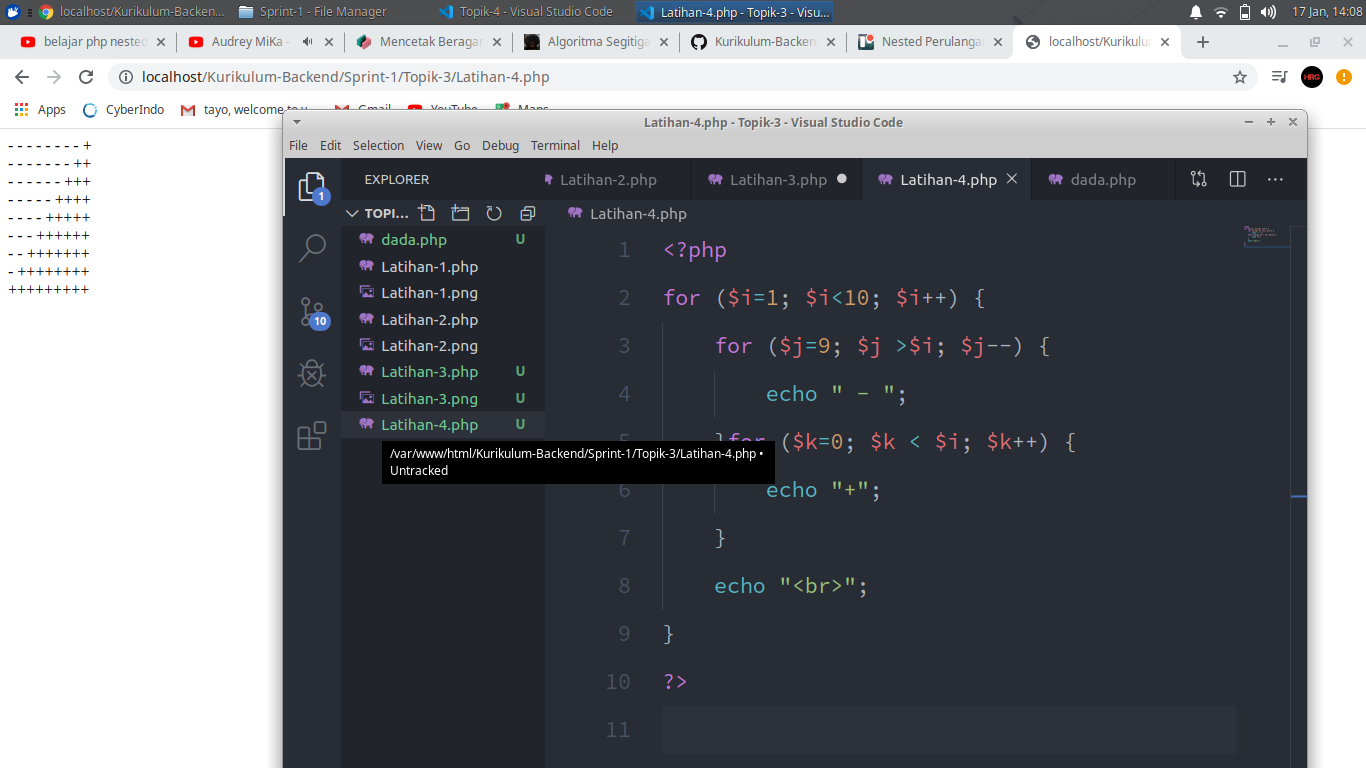 localhost/Kurikulum-Backen...
Sprint-1 - File Manager
Topik-4 - Visual Studio Code
Latihan-4.php - Topik-3 - Visu...
17 Jan, 14:08
belajar php nested
Audrey MiKa -
Mencetak Beragan
Algoritma Segitiga
Kurikulum-Backen
Nested Perulanga
localhost/Kurikulu
localhost/Kurikulum-Backend/Sprint-1/Topik-3/Latihan-4.php
HRG
Apps
CyberIndo
tayo, welcome to
Gmail
YouTube
Maps
- - - - - - - - +
- - - - - - - ++
- - - - - - +++
- - - - - ++++
- - - - +++++
- - - ++++++
- - +++++++
- ++++++++
+++++++++
Latihan-4.php - Topik-3 - Visual Studio Code
File Edit Selection View Go Debug Terminal Help
1
10
EXPLORER
TOPI...
dada.php U
Latihan-1.php
Latihan-1.png
Latihan-2.php
Latihan-2.png
Latihan-3.php U
Latihan-3.png U
Latihan-4.php U
/var/www/html/Kurikulum-Backend/Sprint-1/Topik-3/Latihan-4.php •
Untracked
Latihan-2.php
Latihan-3.php
Latihan-4.php
dada.php
Latihan-4.php
1 <?php
2 for ($i=1; $i<10; $i++) {
3 for ($j=9; $j >$i; $j--) {
4 echo " - ";
5 }for ($k=0; $k < $i; $k++) {
6 echo "+";
7 }
8 echo "<br>";
9 }
10 ?>
11